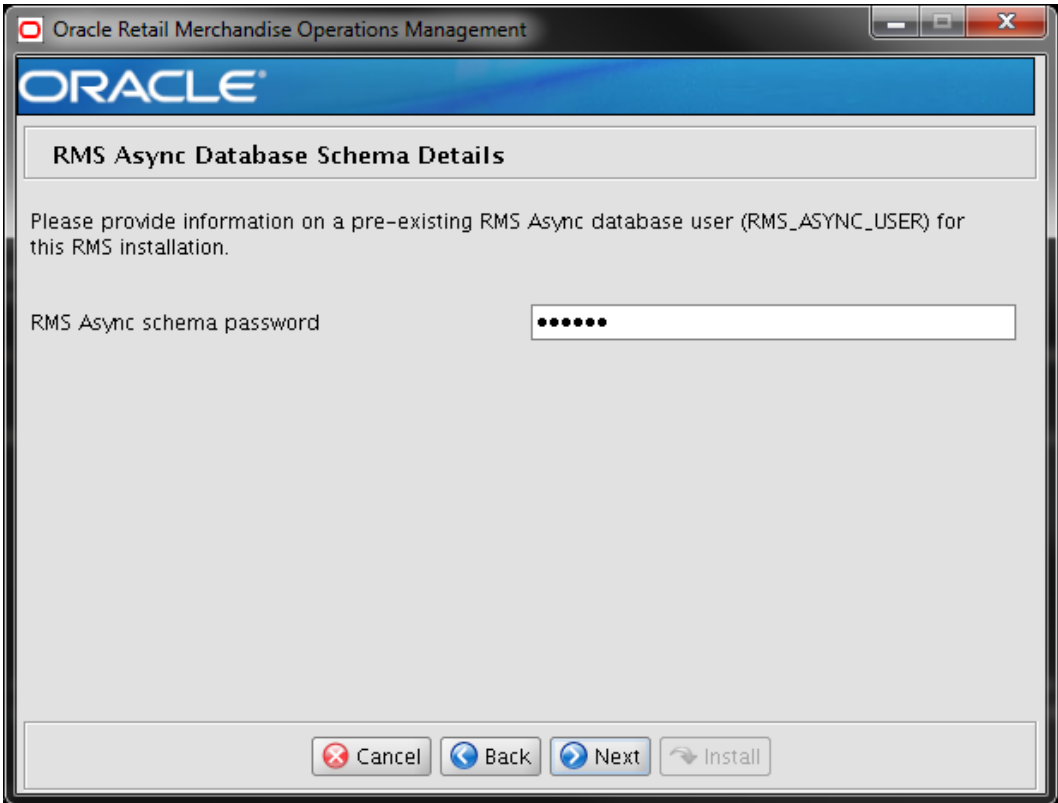 Oracle Retail Merchandise Operations Management
ORACLE®
RMS Async Database Schema Details
Please provide information on a pre-existing RMS Async database user (RMS_ASYNC_USER) for
this RMS installation.
RMS Async schema password ••••••
Cancel Back Next Install